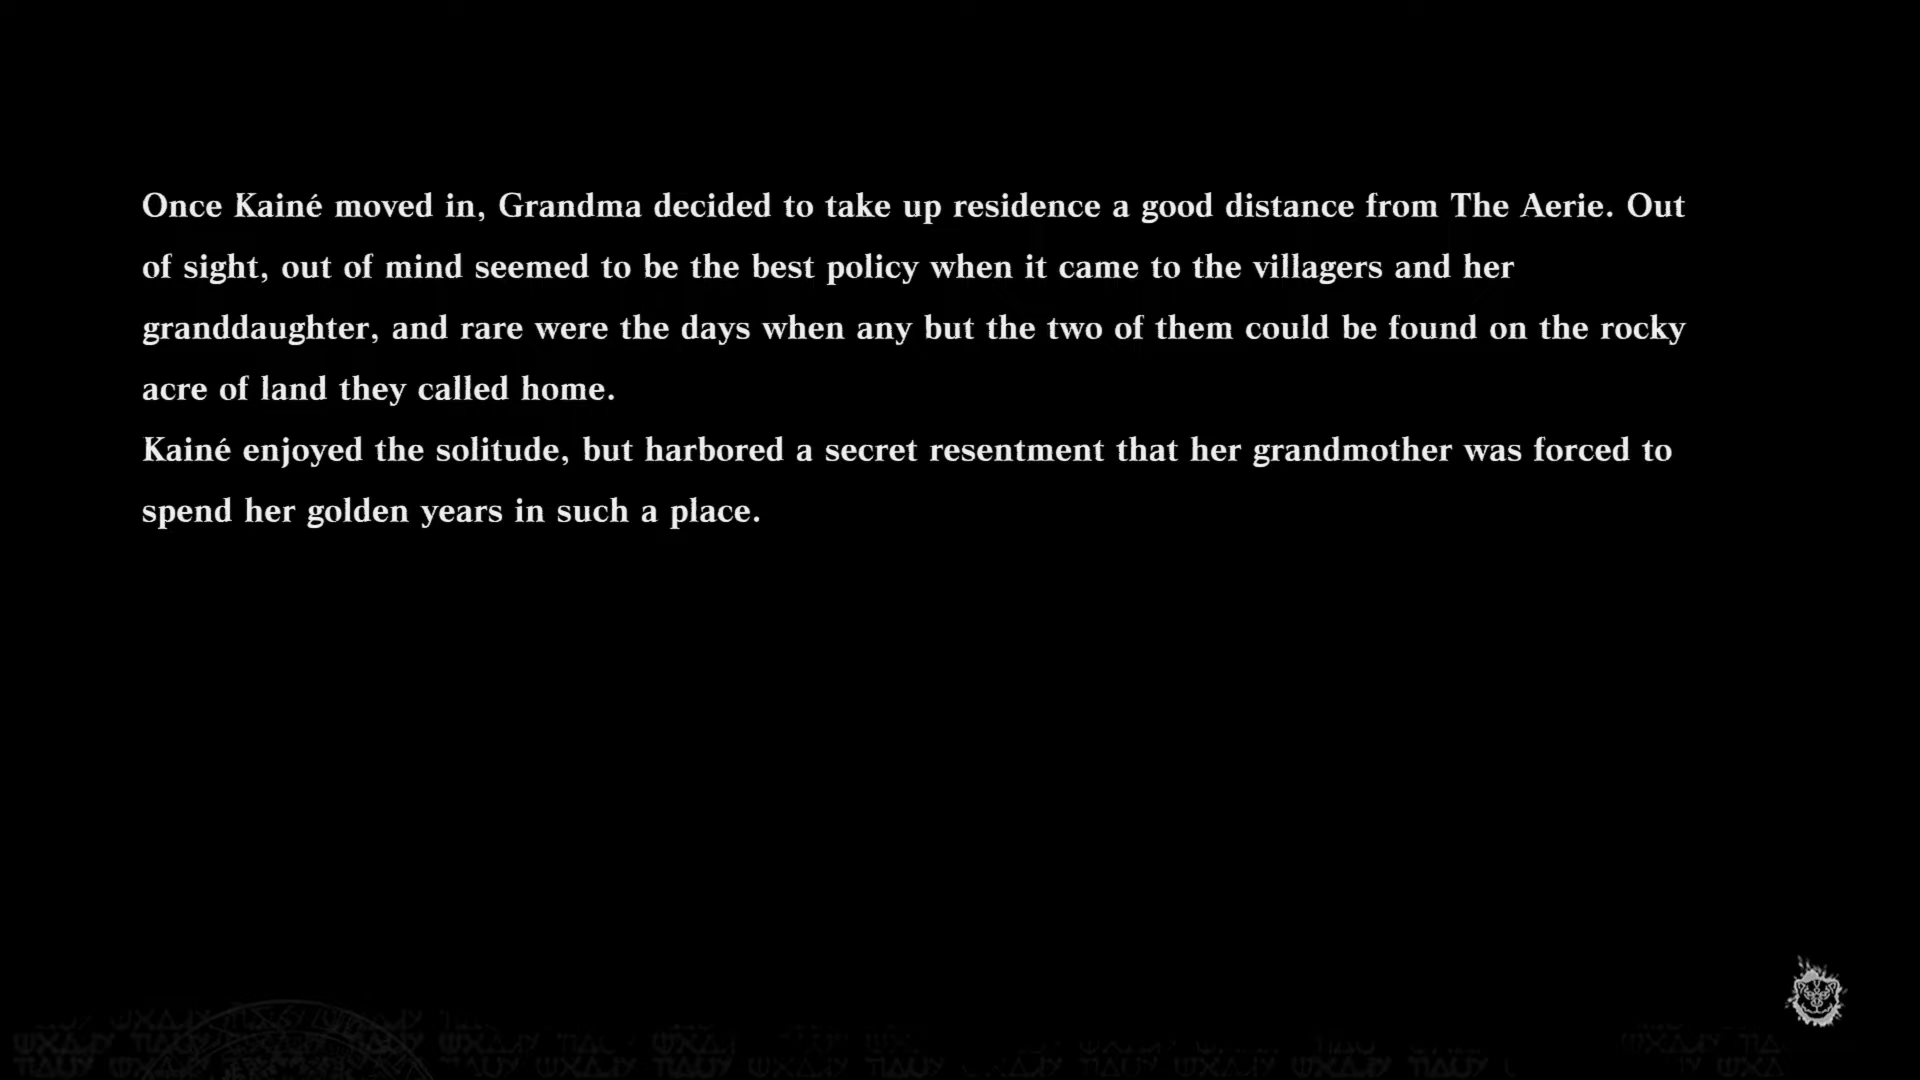 Once Kainé moved in, Grandma decided to take up residence a good distance from The Aerie. Out
of sight, out of mind seemed to be the best policy when it came to the villagers and her
granddaughter, and rare were the days when any but the two of them could be found on the rocky
acre of land they called home.
Kainé enjoyed the solitude, but harbored a secret resentment that her grandmother was forced to
spend her golden years in such a place.